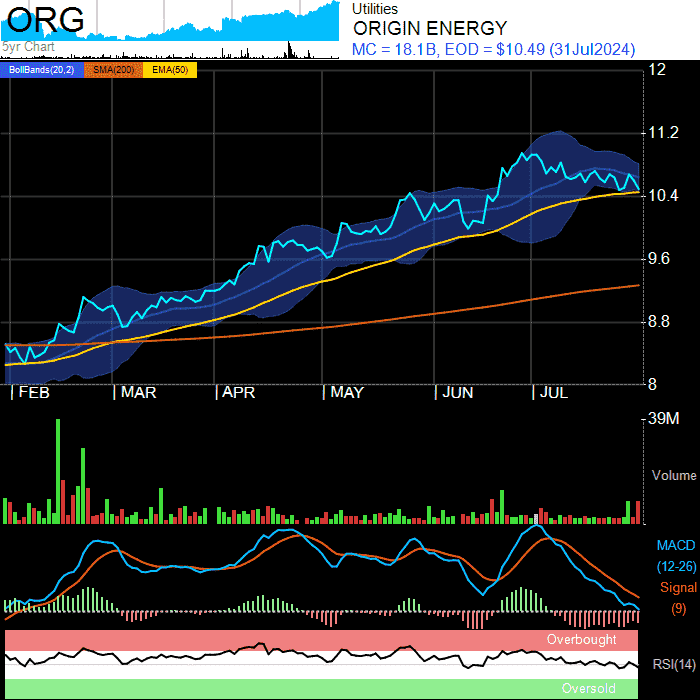 ORG
5yr Chart
Utilities
ORIGIN ENERGY
MC = 18.1B, EOD = $10.49 (31Jul2024)
BollBands(20,2) SMA(200) EMA(50)
12
11.2
10.4
9.6
8.8
8
FEB MAR APR MAY JUN JUL
39M
Volume
MACD
(12-26)
Signal
(9)
Overbought
RSI(14)
Oversold